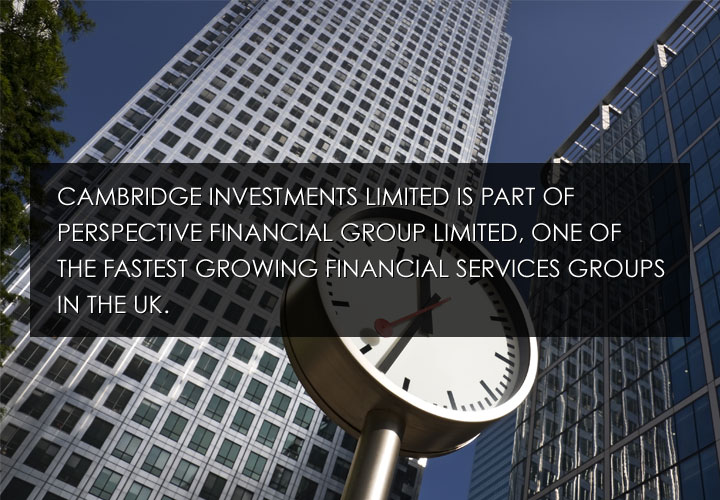 CAMBRIDGE INVESTMENTS LIMITED IS PART OF
PERSPECTIVE FINANCIAL GROUP LIMITED, ONE OF
THE FASTEST GROWING FINANCIAL SERVICES GROUPS
IN THE UK.